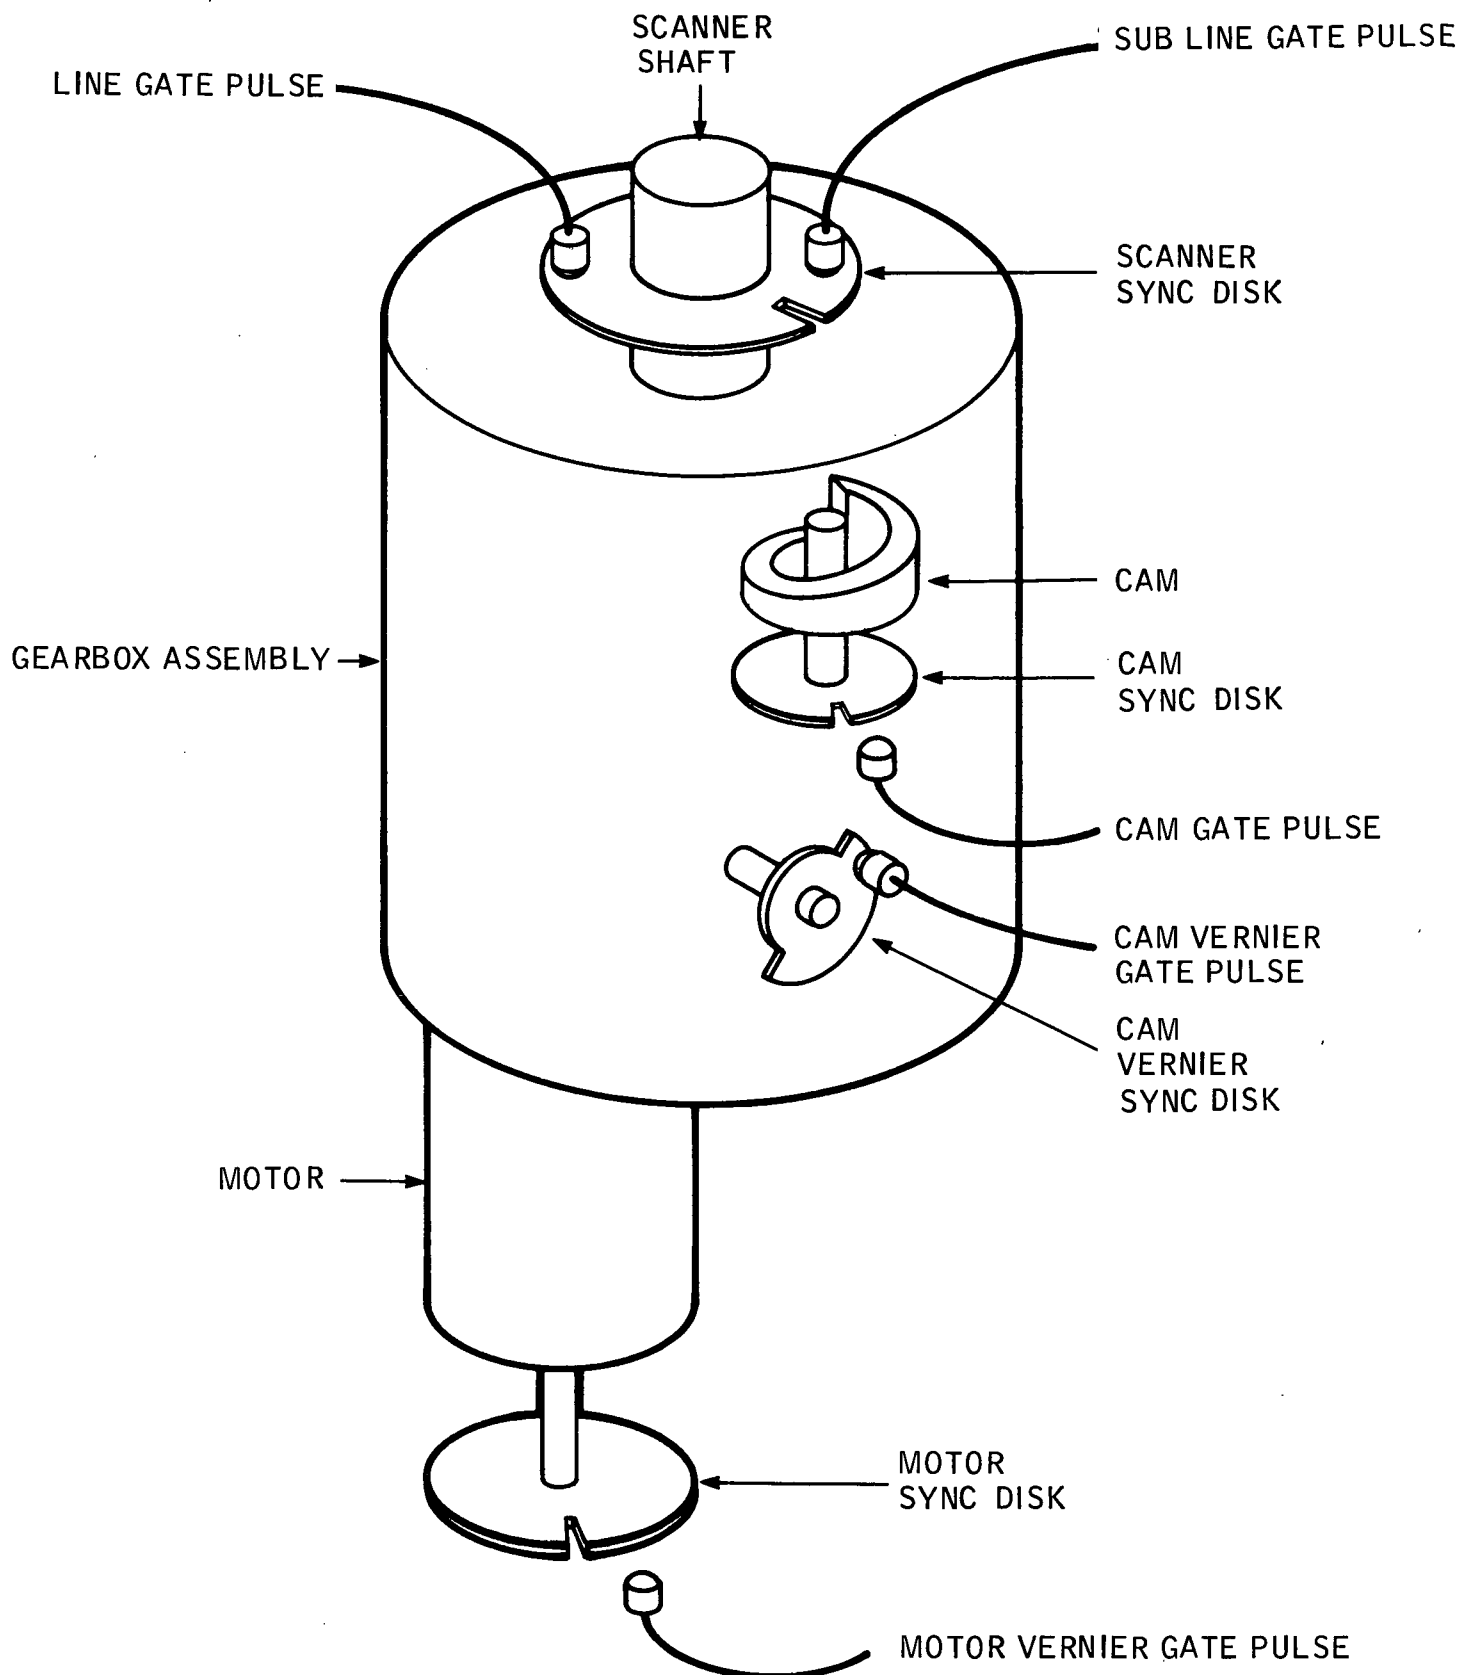 SCANNER
SHAFT
SUB LINE GATE PULSE
LINE GATE PULSE
SCANNER
SYNC DISK
CAM
GEARBOX ASSEMBLY
CAM
SYNC DISK
CAM GATE PULSE
CAM VERNIER
GATE PULSE
CAM
VERNIER
SYNC DISK
MOTOR
MOTOR
SYNC DISK
MOTOR VERNIER GATE PULSE